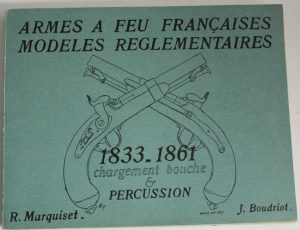 ARMES A FEU FRANÇAISES
MODELES REGLEMENTAIRES
1833-1861
chargement bouche
&
PERCUSSION
R. Marquiset-
J. Boudriot-